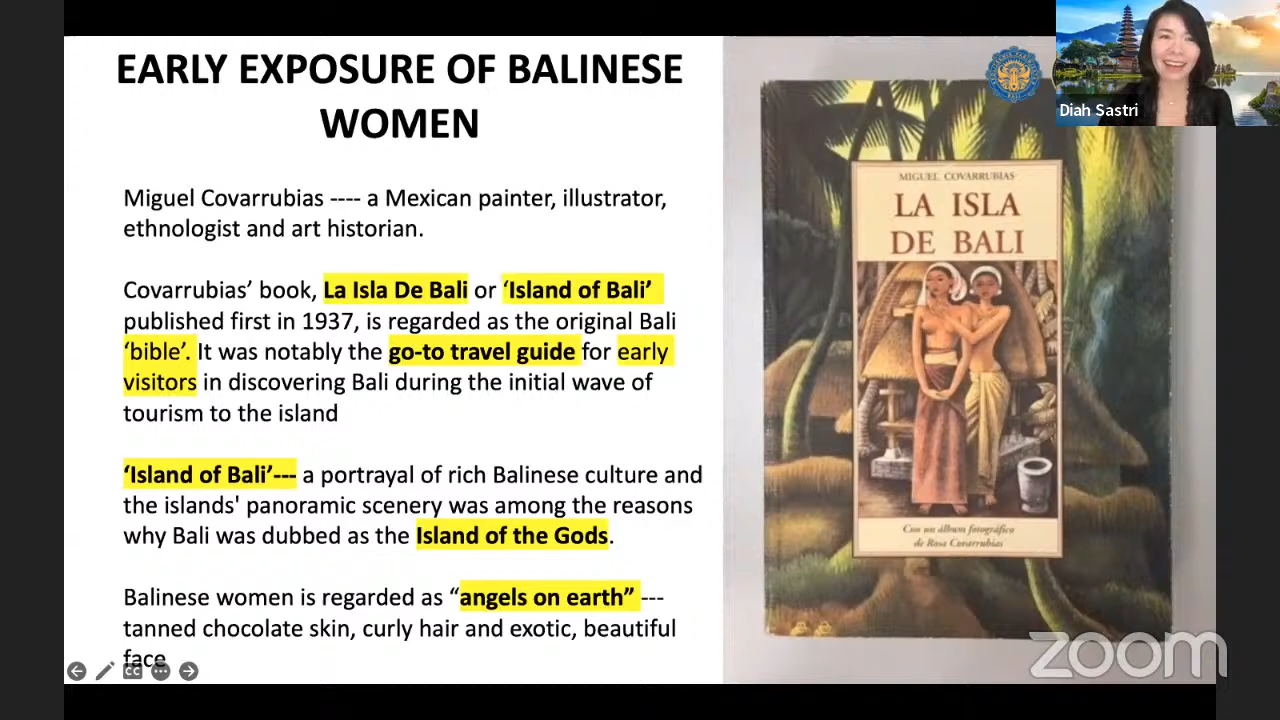 EARLY EXPOSURE OF BALINESE
WOMEN
Miguel Covarrubias ---- a Mexican painter, illustrator,
ethnologist and art historian.
Covarrubias’ book, La Isla De Bali or ‘Island of Bali’
published first in 1937, is regarded as the original Bali
‘bible’. It was notably the go-to travel guide for early
visitors in discovering Bali during the initial wave of
tourism to the island
‘Island of Bali’--- a portrayal of rich Balinese culture and
the islands' panoramic scenery was among the reasons
why Bali was dubbed as the Island of the Gods.
Balinese women is regarded as “angels on earth” ---
tanned chocolate skin, curly hair and exotic, beautiful
face
MIGUEL COVARRUBIAS
LA ISLA
DE BALI
Con un álbum fotográfico
de Rosa Covarrubias
Diah Sastri
CC
zoom